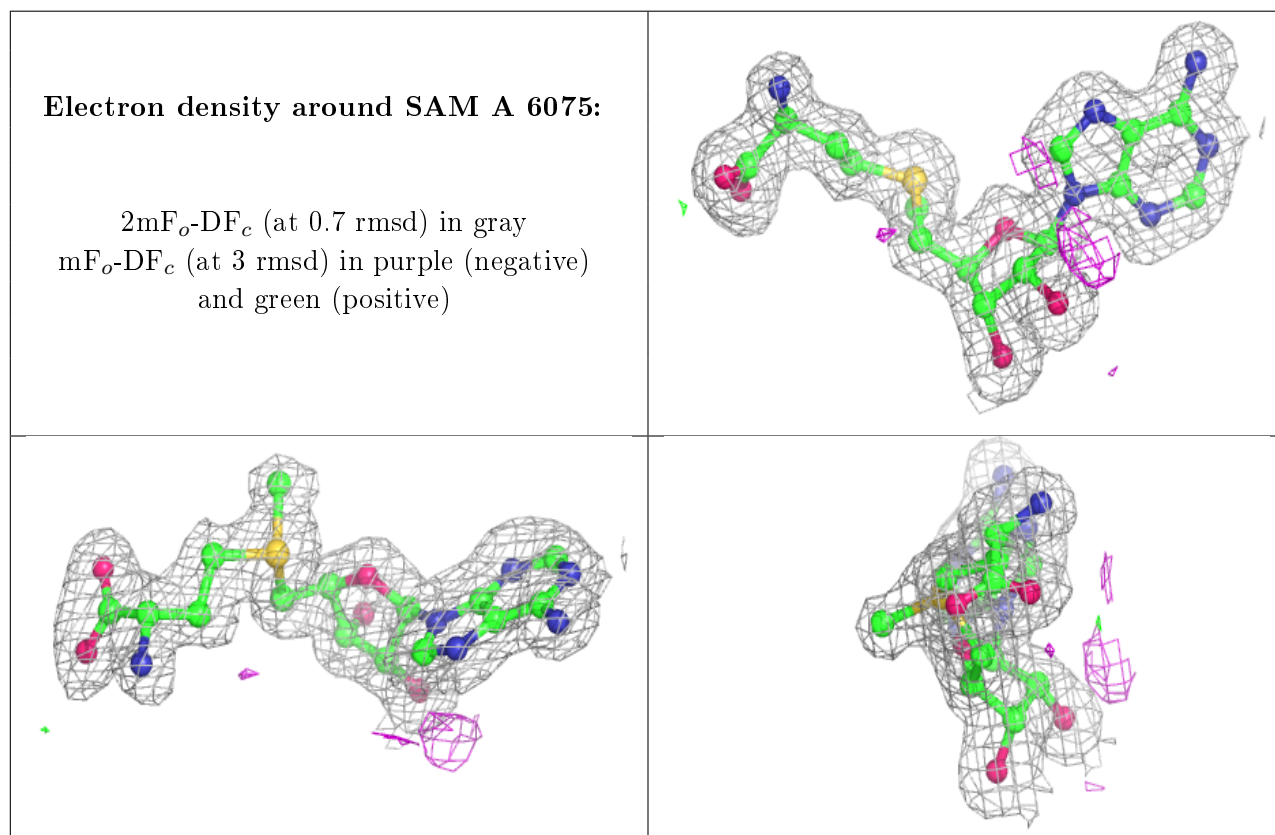 Electron density around SAM A 6075:
2mFo-DFc (at 0.7 rmsd) in gray
mFo-DFc (at 3 rmsd) in purple (negative)
and green (positive)